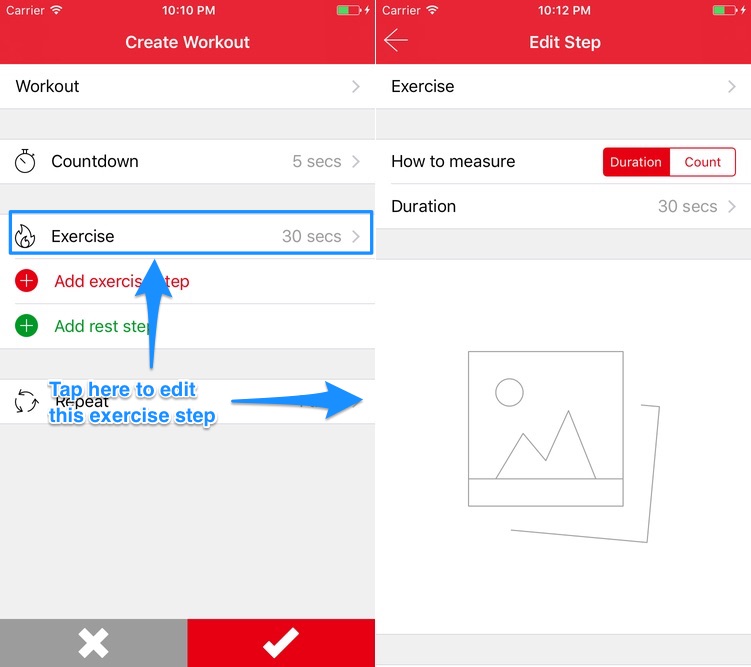 Carrier 10:10 PM
Create Workout
Workout
Countdown 5 secs
Exercise 30 secs
Add exercise step
Add rest step
Tap here to edit
this exercise step
Repeat
Carrier 10:12 PM
Edit Step
Exercise
How to measure Duration Count
Duration 30 secs